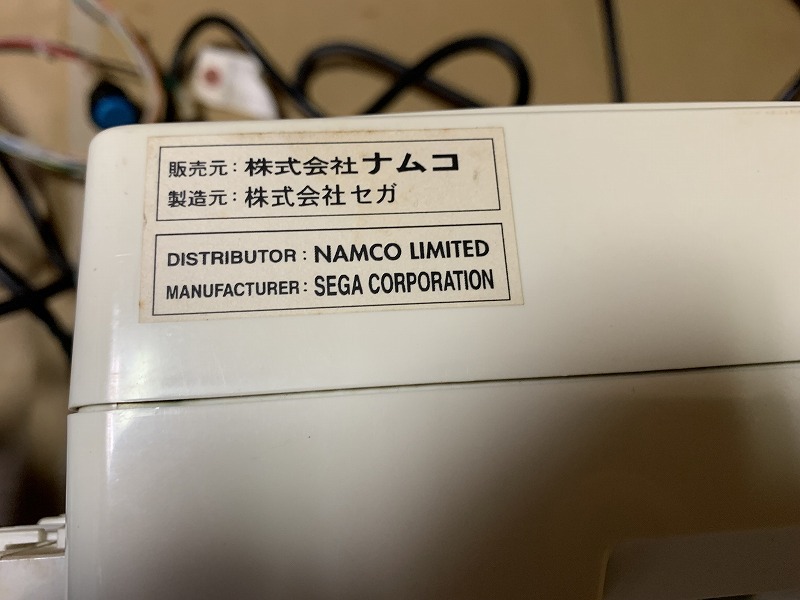 販売元：株式会社ナムコ
製造元：株式会社セガ
DISTRIBUTOR：NAMCO LIMITED
MANUFACTURER：SEGA CORPORATION